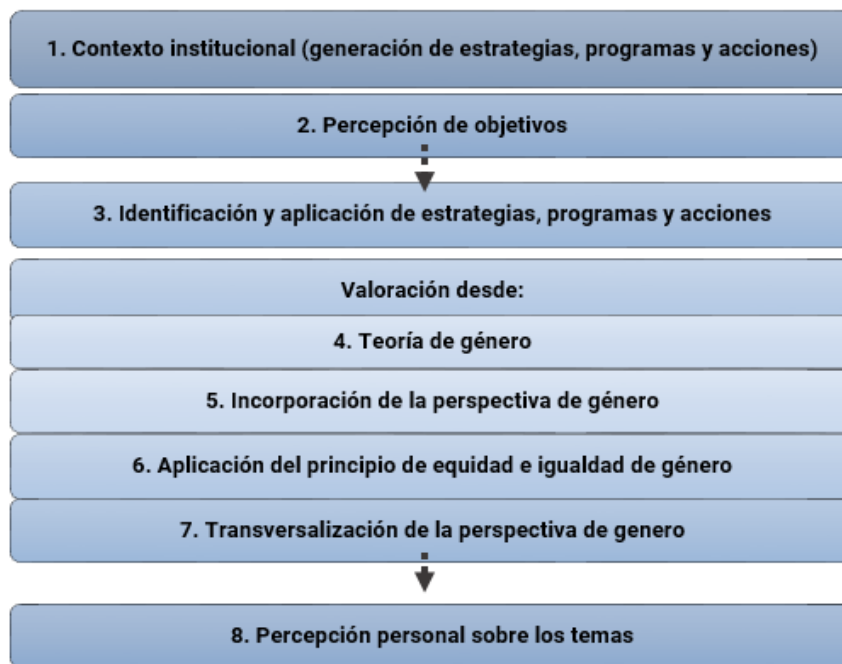 1. Contexto institucional (generación de estrategias, programas y acciones)
2. Percepción de objetivos
3. Identificación y aplicación de estrategias, programas y acciones
Valoración desde:
4. Teoría de género
5. Incorporación de la perspectiva de género
6. Aplicación del principio de equidad e igualdad de género
7. Transversalización de la perspectiva de genero
8. Percepción personal sobre los temas